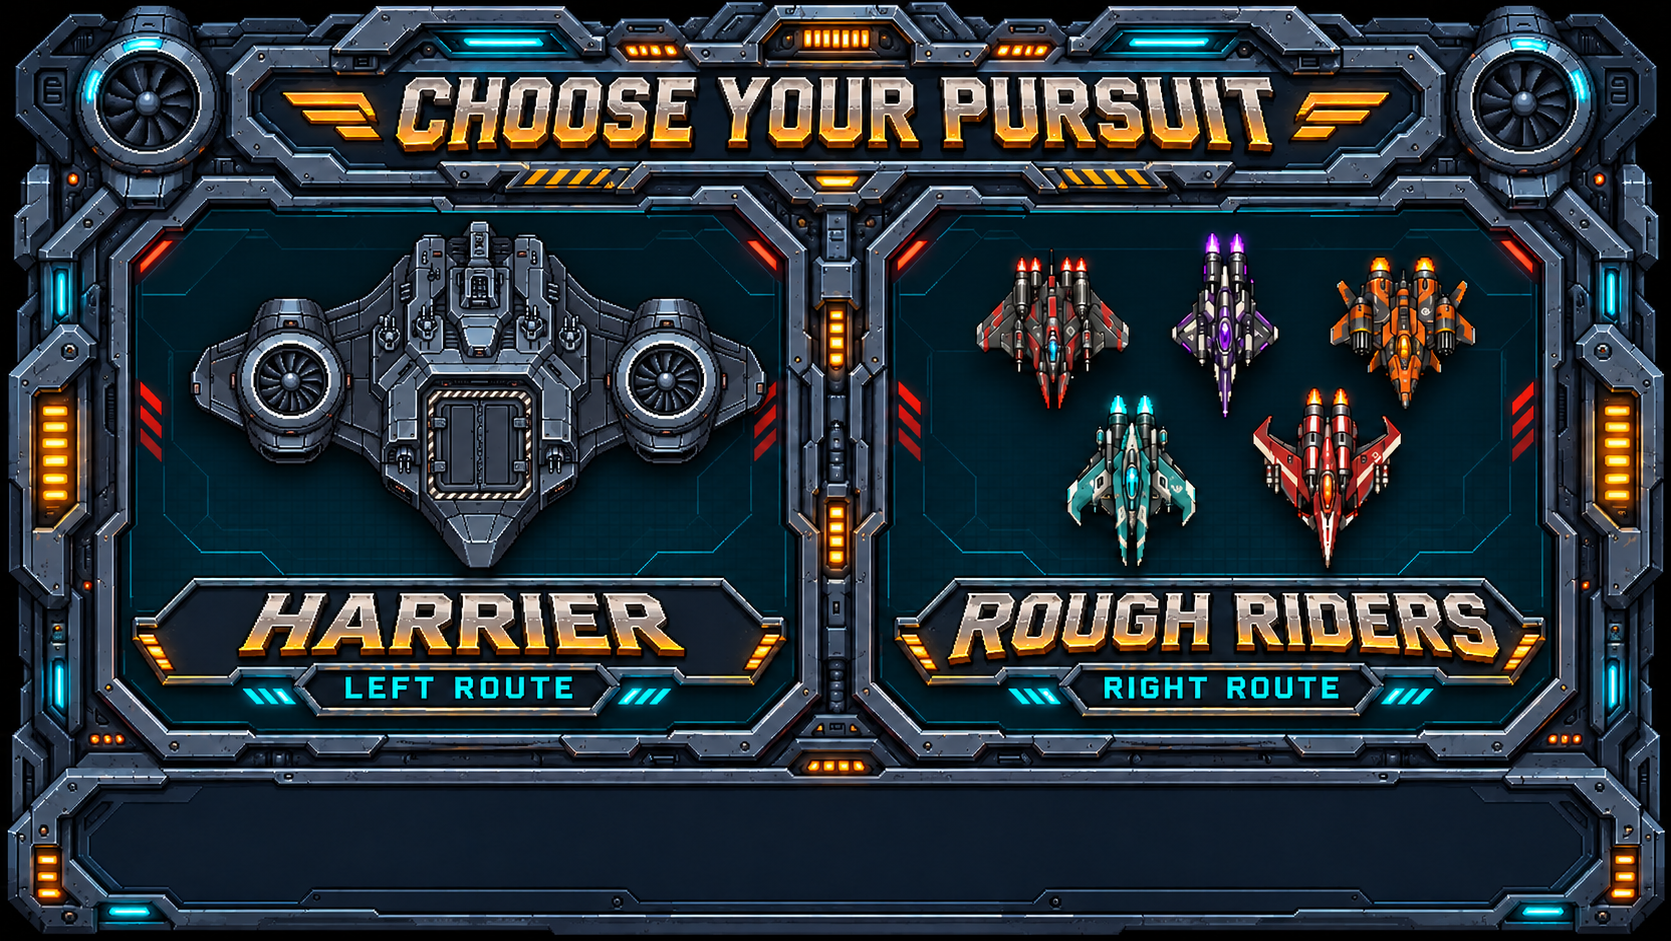 CHOOSE YOUR PURSUIT
HARRIER
LEFT ROUTE
ROUGH RIDERS
RIGHT ROUTE